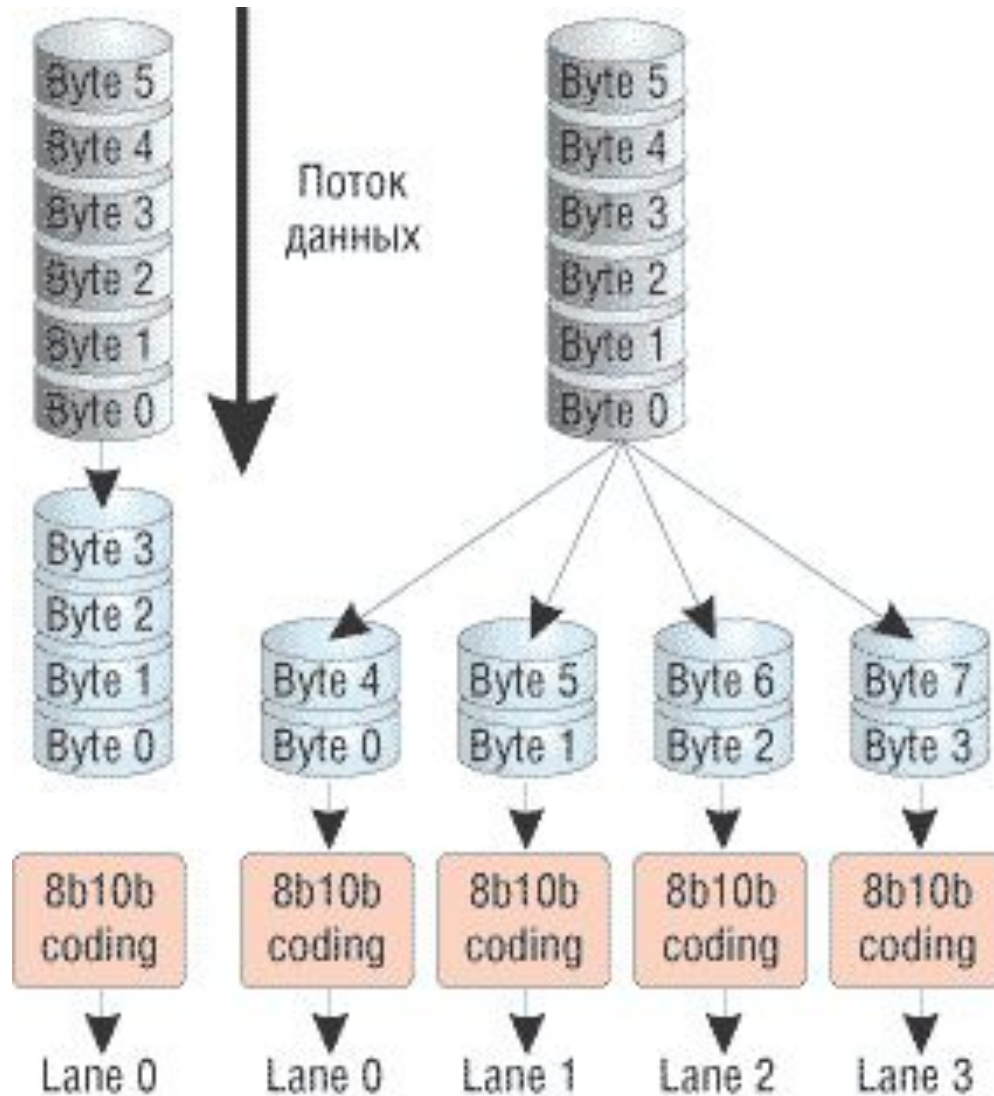 Byte 5
Byte 4
Byte 3
Byte 2
Byte 1
Byte 0
Byte 3
Byte 2
Byte 1
Byte 0
8b10b
coding
Lane 0
Поток
данных
Byte 5
Byte 4
Byte 3
Byte 2
Byte 1
Byte 0
Byte 4
Byte 0
8b10b
coding
Lane 0
Byte 5
Byte 1
8b10b
coding
Lane 1
Byte 6
Byte 2
8b10b
coding
Lane 2
Byte 7
Byte 3
8b10b
coding
Lane 3